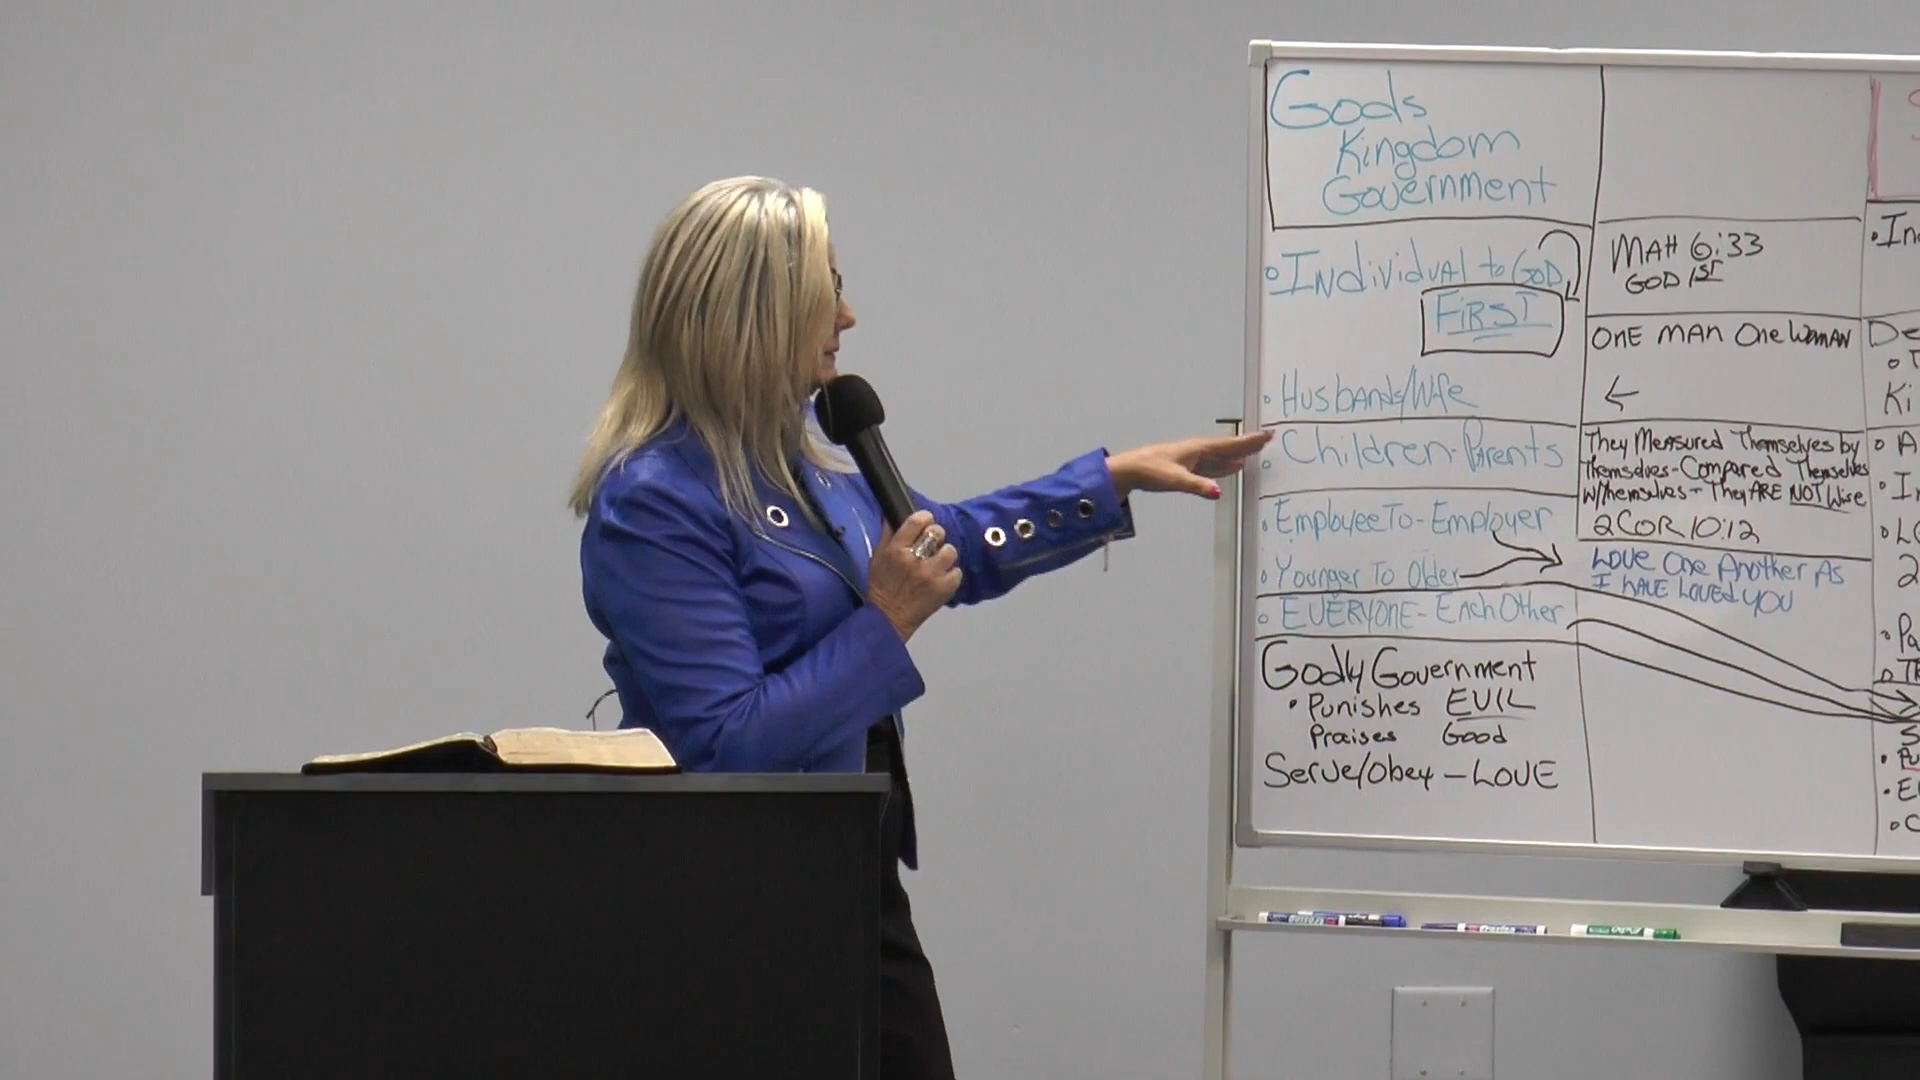 Gods
Kingdom
Government
Individual to GOD
FIRST
Husbands/Wife
Children-Parents
Employee To-Employer
Younger To Older
EVERYONE-Each Other
Godly Government
• Punishes EVIL
Praises Good
Serve/Obey - LOVE
Matt 6:33
GOD 1ST
ONE MAN One WOMAN
←
They Measured Themselves by
Themselves-Compared Themselves
w/themselves - They ARE NOT Wise
2 COR 10:12
LOVE One Another As
I HAVE LOVED YOU